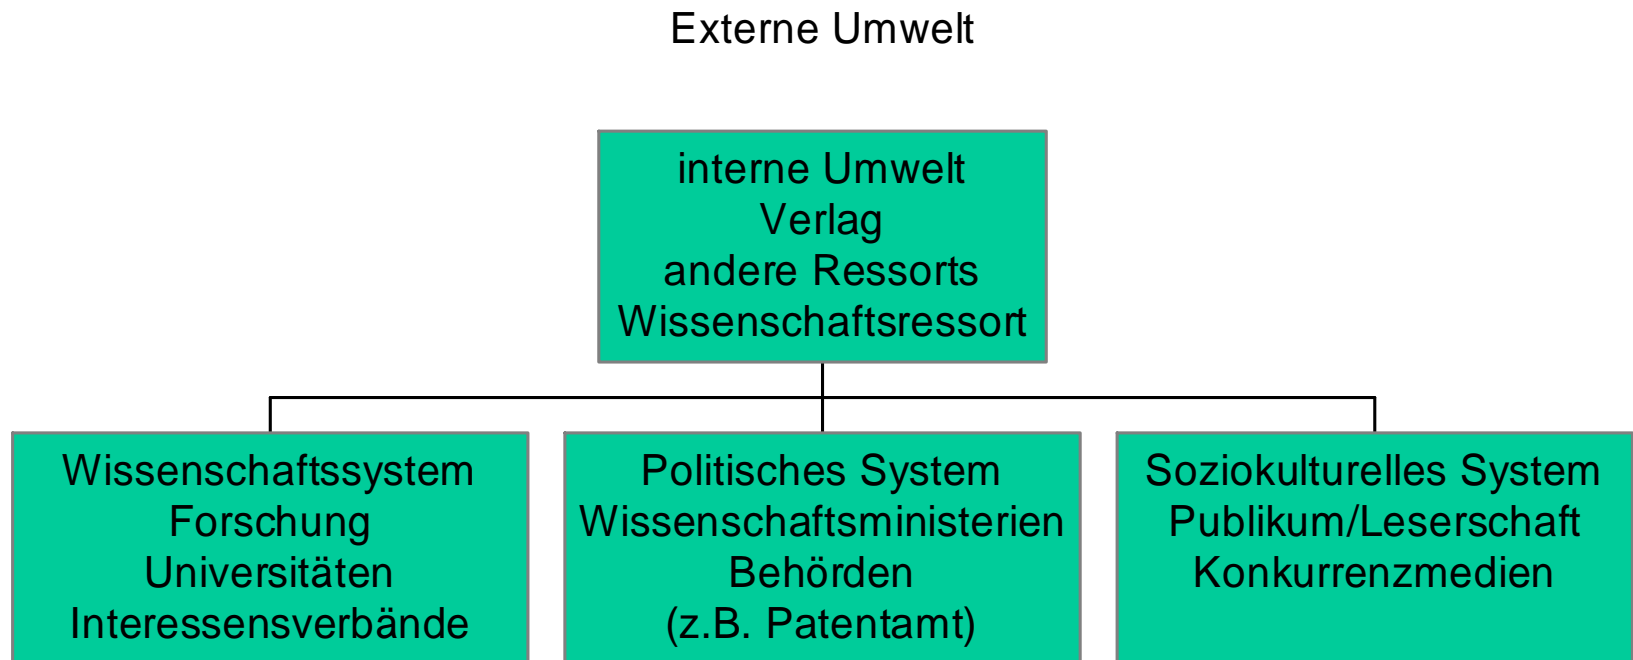 Externe Umwelt
interne Umwelt
Verlag
andere Ressorts
Wissenschaftsressort
Wissenschaftssystem
Forschung
Universitäten
Interessensverbände
Politisches System
Wissenschaftsministerien
Behörden
(z.B. Patentamt)
Soziokulturelles System
Publikum/Leserschaft
Konkurrenzmedien